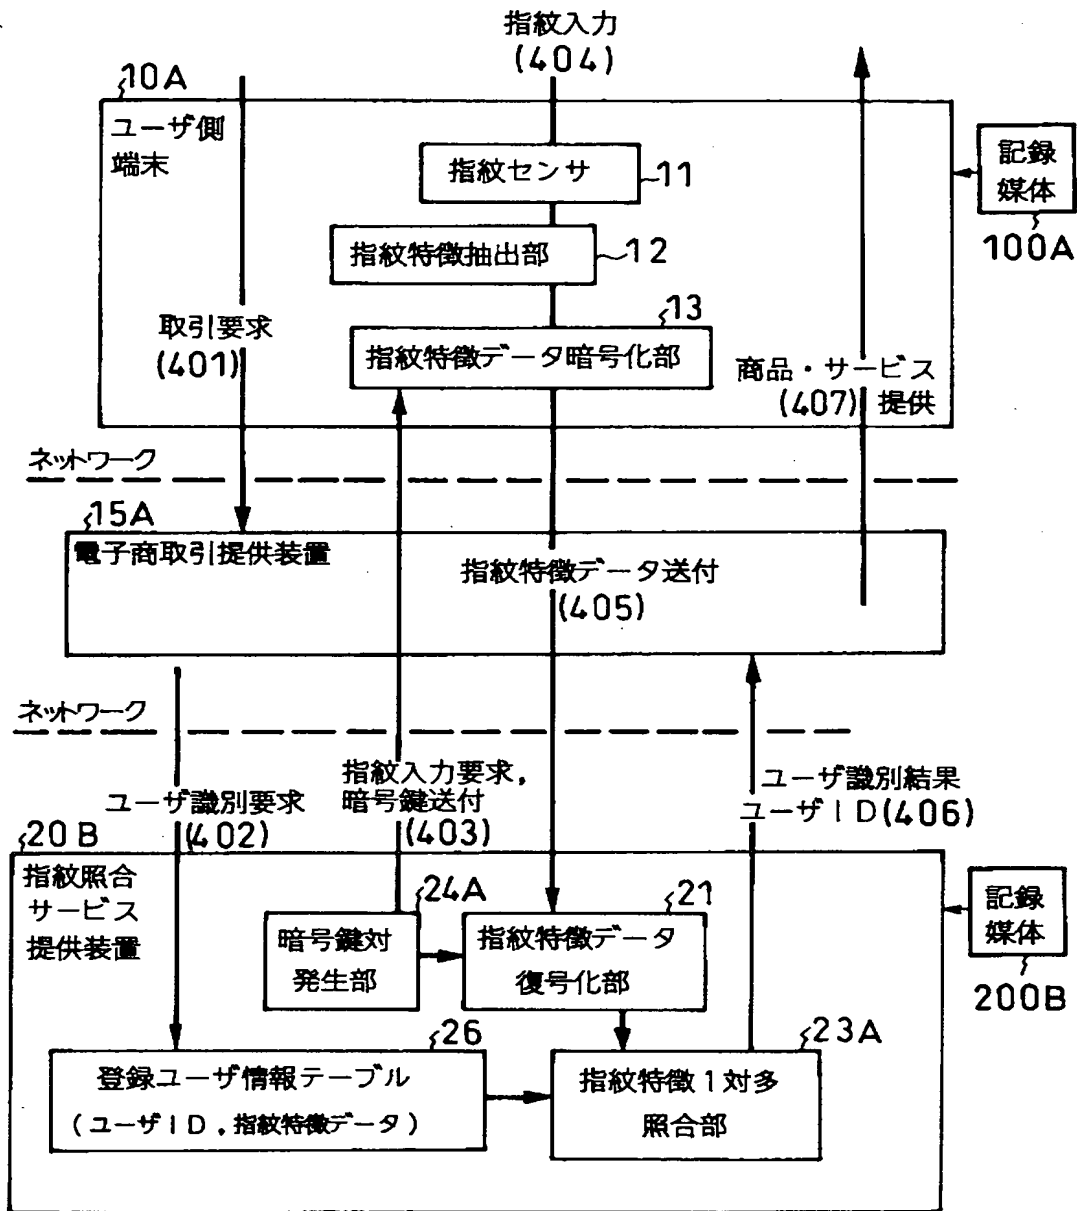 指紋入力
(404)
10A
ユーザ側
端末
指紋センサ
11
記録
媒体
100A
指紋特徴抽出部
12
13
取引要求
(401)
指紋特徴データ暗号化部
商品・サービス
(407) 提供
ネットワーク
15A
電子商取引提供装置
指紋特徴データ送付
(405)
ネットワーク
指紋入力要求,
暗号鍵送付
(403)
ユーザ識別要求
(402)
ユーザ識別結果
ユーザID(406)
20B
指紋照合
サービス
提供装置
24A
暗号鍵対
発生部
21
指紋特徴データ
復号化部
記録
媒体
200B
26
登録ユーザ情報テーブル
(ユーザID,指紋特徴データ)
23A
指紋特徴1対多
照合部